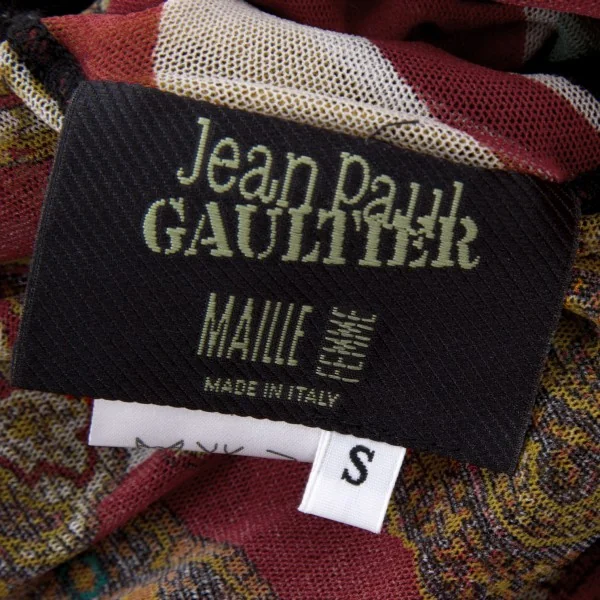 Jean Paul
GAULTIER
MAILLE FEMME
MADE IN ITALY
S